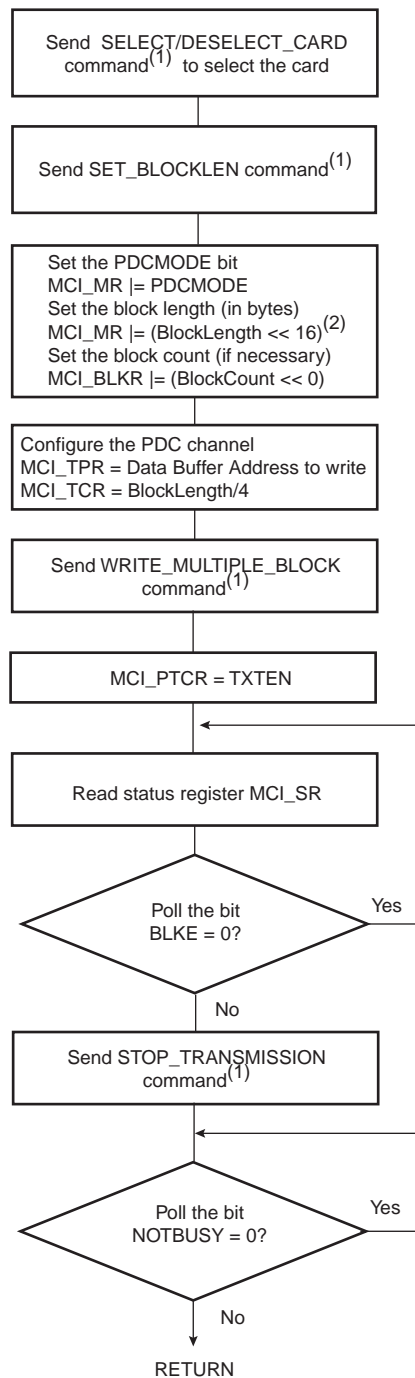 Send SELECT/DESELECT_CARD
command(1) to select the card
Send SET_BLOCKLEN command(1)
Set the PDCMODE bit
MCI_MR |= PDCMODE
Set the block length (in bytes)
MCI_MR |= (BlockLength << 16)(2)
Set the block count (if necessary)
MCI_BLKR |= (BlockCount << 0)
Configure the PDC channel
MCI_TPR = Data Buffer Address to write
MCI_TCR = BlockLength/4
Send WRITE_MULTIPLE_BLOCK
command(1)
MCI_PTCR = TXTEN
Read status register MCI_SR
Poll the bit
BLKE = 0?
Yes
No
Send STOP_TRANSMISSION
command(1)
Poll the bit
NOTBUSY = 0?
Yes
No
RETURN